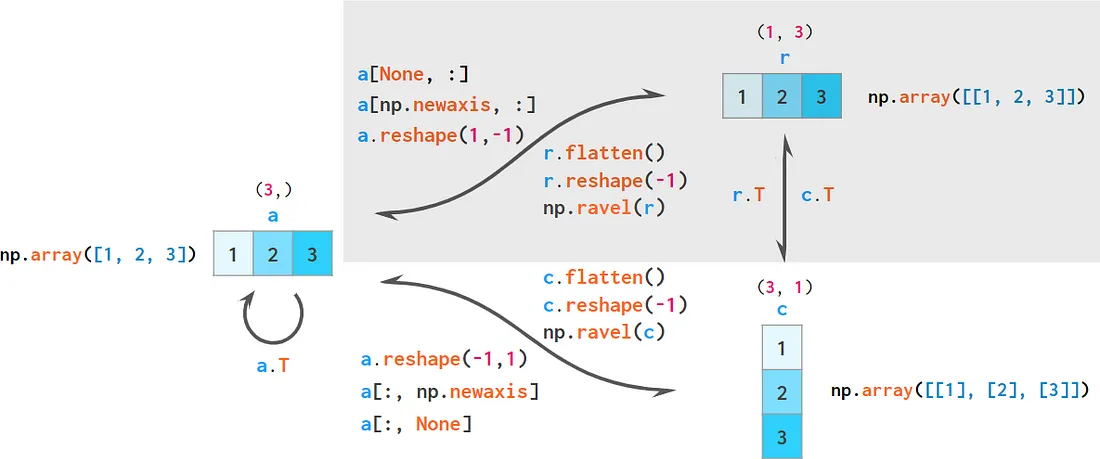 (1, 3)
r
a[None, :]
a[np.newaxis, :]
a.reshape(1,-1)
1 2 3
np.array([[1, 2, 3]])
r.flatten()
r.reshape(-1)
np.ravel(r)
r.T
c.T
(3,)
a
np.array([1, 2, 3])
1 2 3
a.T
c.flatten()
c.reshape(-1)
np.ravel(c)
a.reshape(-1,1)
a[:, np.newaxis]
a[:, None]
(3, 1)
c
1
2
3
np.array([[1], [2], [3]])